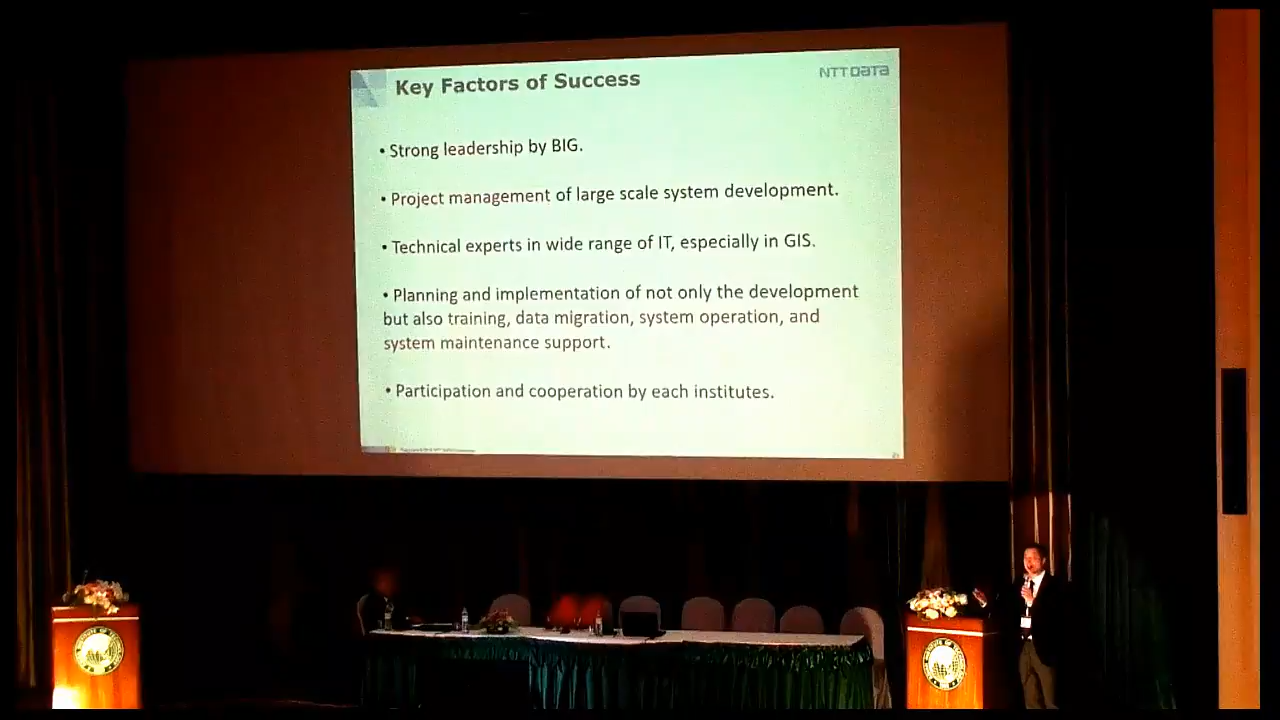 Key Factors of Success
NTT DATA
• Strong leadership by BIG.
• Project management of large scale system development.
• Technical experts in wide range of IT, especially in GIS.
• Planning and implementation of not only the development
but also training, data migration, system operation, and
system maintenance support.
• Participation and cooperation by each institutes.